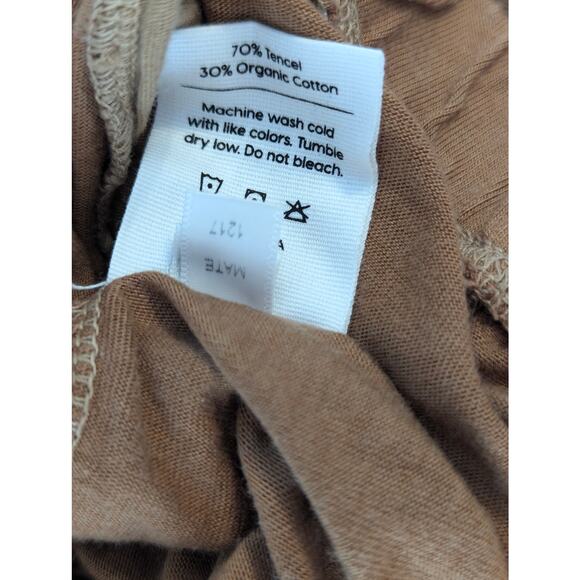 70% Tencel
30% Organic Cotton
Machine wash cold
with like colors. Tumble
dry low. Do not bleach.
A
1217
MATE